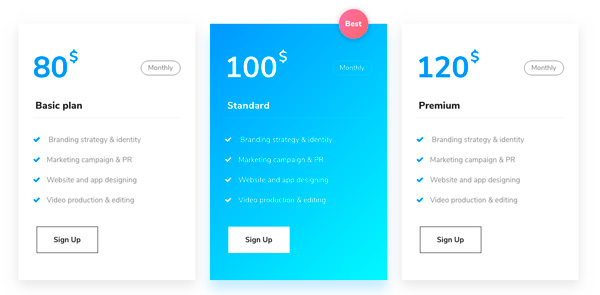 Best
80$
Monthly
Basic plan
Branding strategy & identity
Marketing campaign & PR
Website and app designing
Video production & editing
Sign Up
100$
Monthly
Standard
Branding strategy & identity
Marketing campaign & PR
Website and app designing
Video production & editing
Sign Up
120$
Monthly
Premium
Branding strategy & identity
Marketing campaign & PR
Website and app designing
Video production & editing
Sign Up